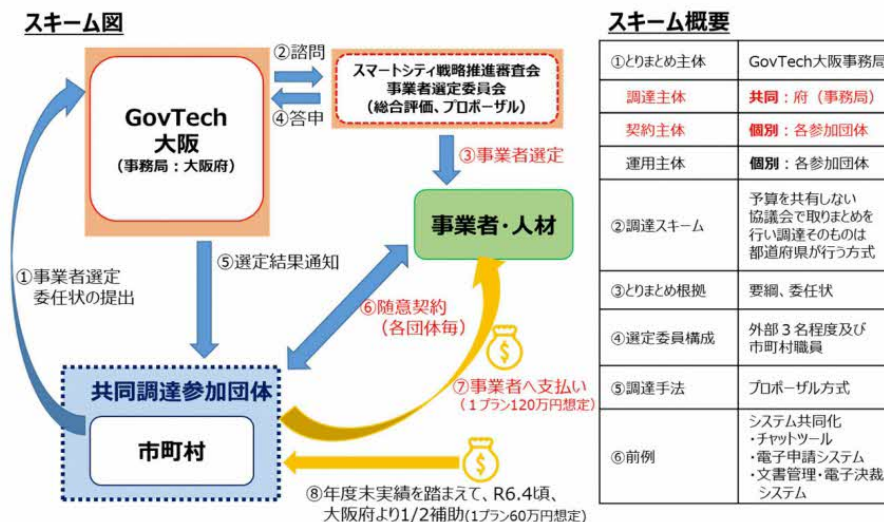 スキーム図
GovTech
大阪
(事務局：大阪府)
②諮問
④答申
スマートシティ戦略推進審査会
事業者選定委員会
(総合評価、プロポーザル)
③事業者選定
事業者・人材
①事業者選定
委任状の提出
⑤選定結果通知
⑥随意契約
(各団体毎)
共同調達参加団体
市町村
⑦事業者へ支払い
(1プラン120万円想定)
⑧年度末実績を踏まえて、R6.4頃、
大阪府より1/2補助(1プラン60万円想定)
スキーム概要
①とりまとめ主体
GovTech大阪事務局
調達主体
共同：府（事務局）
契約主体
個別：各参加団体
運用主体
個別：各参加団体
②調達スキーム
予算を共有しない
協議会で取りまとめを
行い調達そのものは
都道府県が行う方式
③とりまとめ根拠
要綱、委任状
④選定委員構成
外部３名程度及び
市町村職員
⑤調達手法
プロポーザル方式
⑥前例
システム共同化
・チャットツール
・電子申請システム
・文書管理・電子決裁
システム